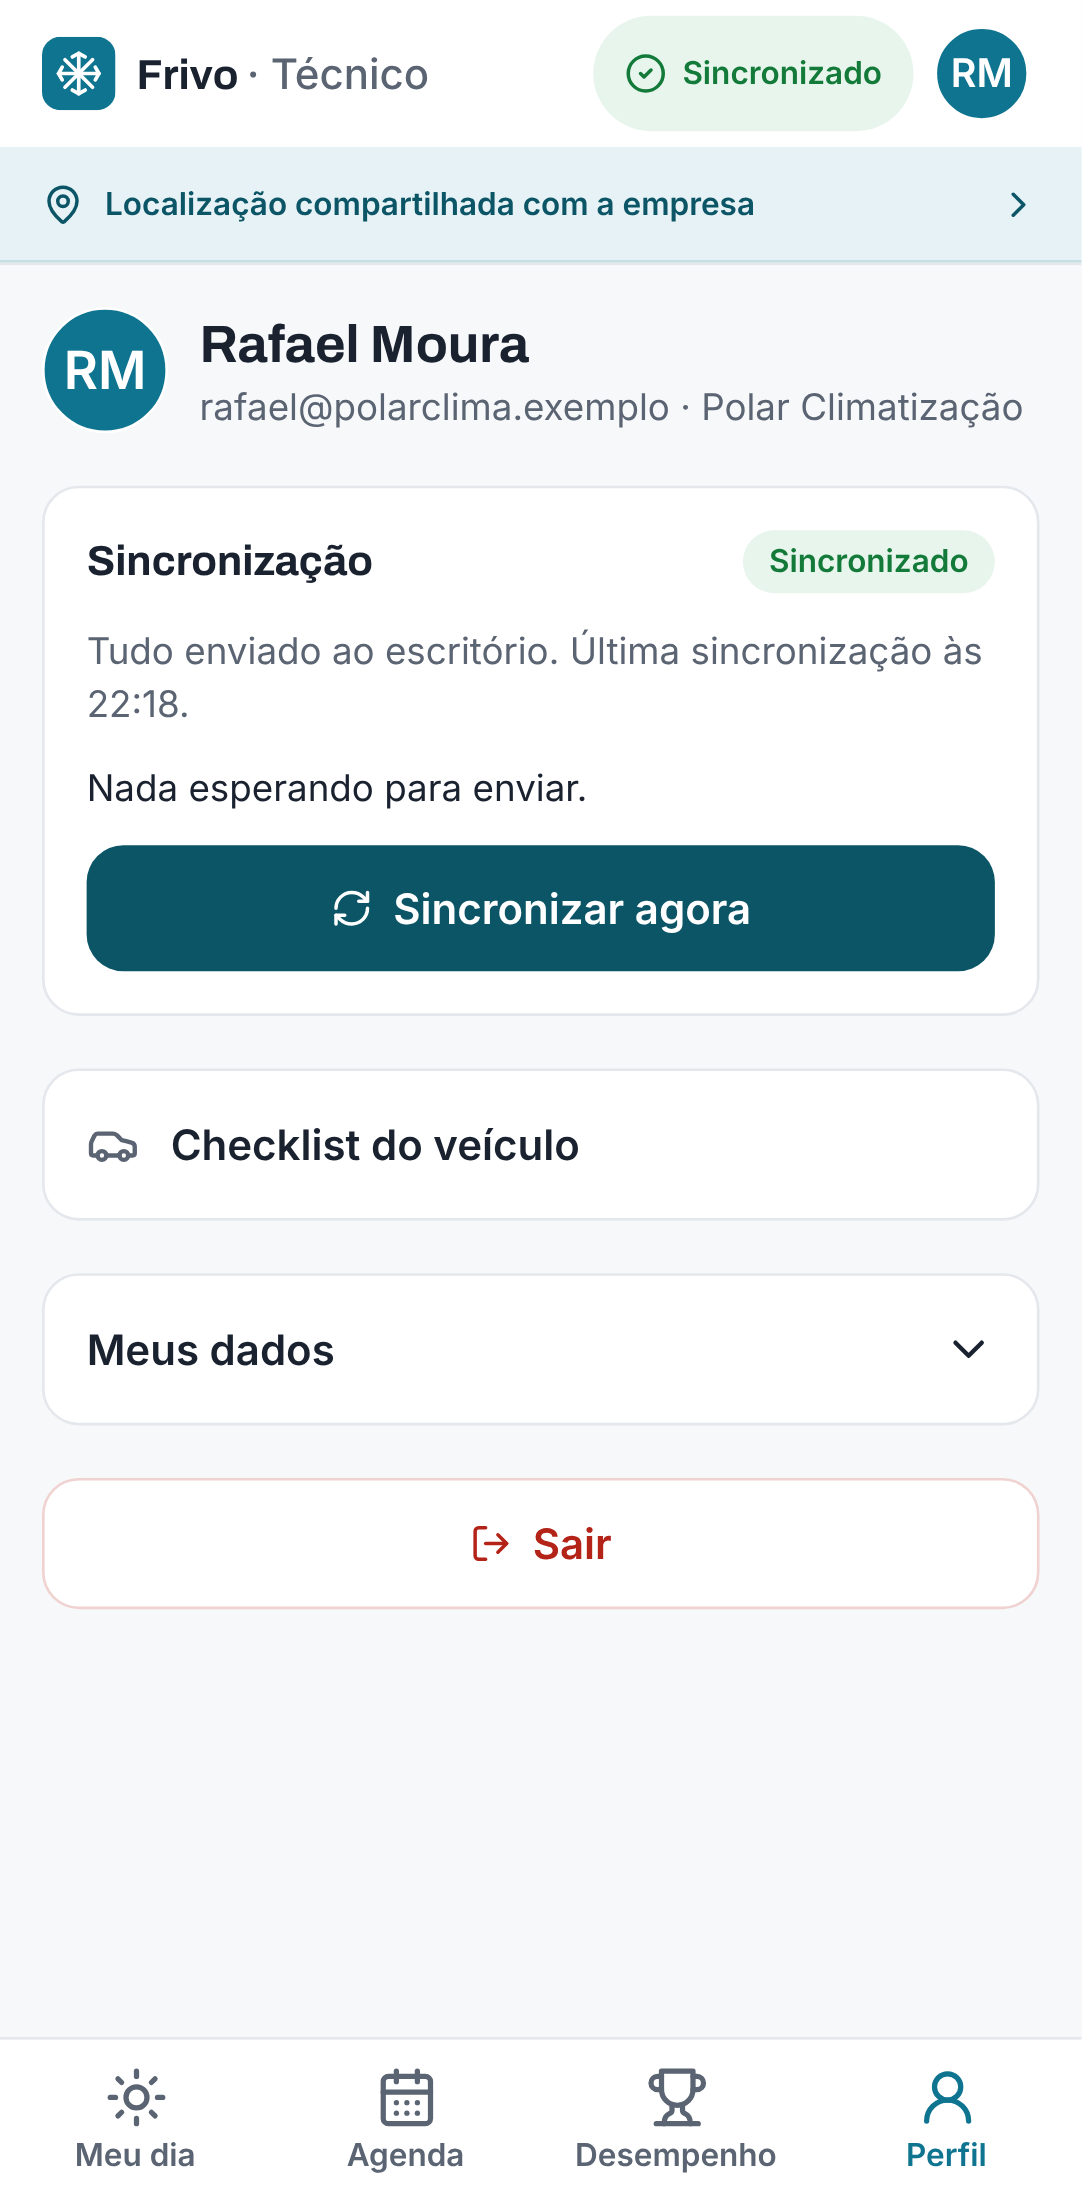 Frivo · Técnico
Sincronizado
RM
Localização compartilhada com a empresa
RM
Rafael Moura
rafael@polarclima.exemplo · Polar Climatização
Sincronização
Sincronizado
Tudo enviado ao escritório. Última sincronização às
22:18.
Nada esperando para enviar.
Sincronizar agora
Checklist do veículo
Meus dados
Sair
Meu dia
Agenda
Desempenho
Perfil